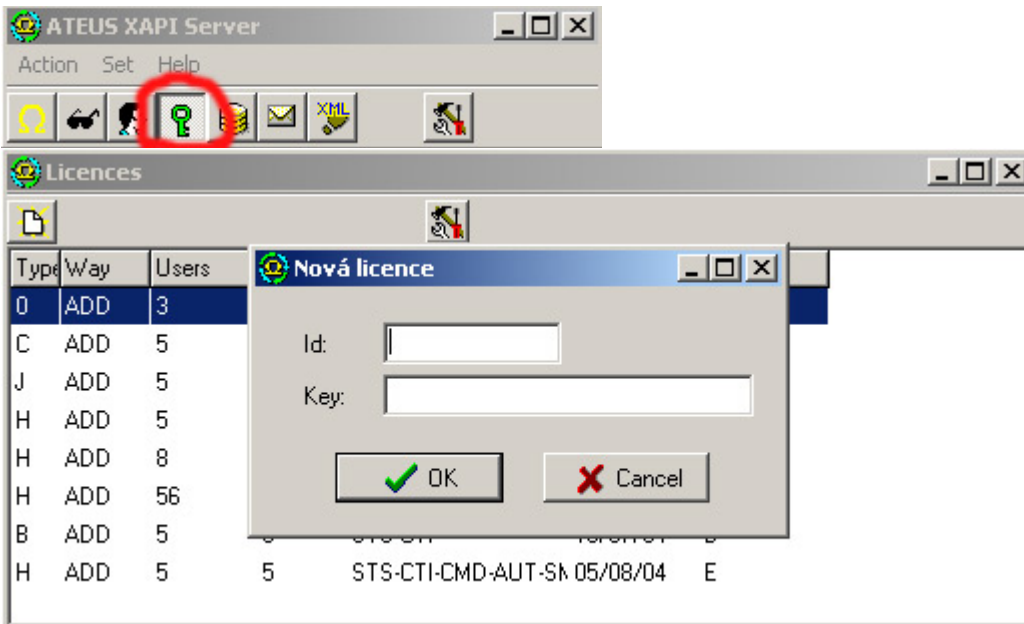 ATEUS XAPI Server
Action Set Help
XML
Licences
Type Way Users
Nová licence
0 ADD 3
C ADD 5
Id:
J ADD 5
Key:
H ADD 5
H ADD 8
OK Cancel
H ADD 56
B ADD 5
H ADD 5 5 STS-CTI-CMD-AUT-SM 05/08/04 E